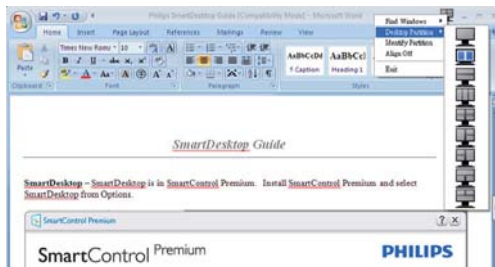 Philips SmartDesktop Guide [Compatibility Mode] - Microsoft Word
Home Insert Page Layout References Mailings Review View
Find Windows
Desktop Partition
Identify Partition
Align Off
Exit
Times New Roma 10
Paste
AaBbCcDd AaBbCcI
¶ Caption Heading 1
Clipboard Font Paragraph Styles
SmartDesktop Guide
SmartDesktop – SmartDesktop is in SmartControl Premium. Install SmartControl Premium and select
SmartDesktop from Options.
SmartControl Premium
SmartControl Premium
PHILIPS